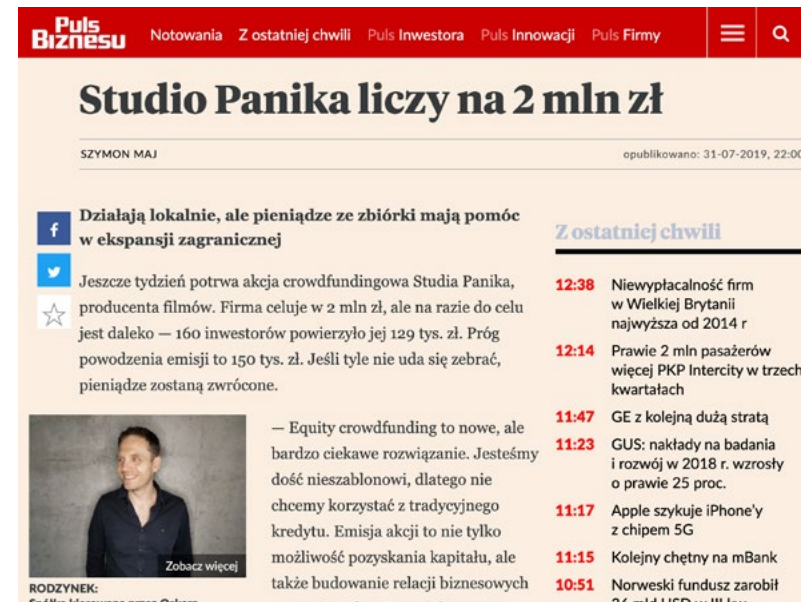 Puls
Biznesu
Notowania Z ostatniej chwili Puls Inwestora Puls Innowacji Puls Firmy
Studio Panika liczy na 2 mln zł
SZYMON MAJ
opublikowano: 31-07-2019, 22:00
Działają lokalnie, ale pieniądze ze zbiórki mają pomóc
w ekspansji zagranicznej
Jeszcze tydzień potrwa akcja crowdfundingowa Studia Panika,
producenta filmów. Firma celuje w 2 mln zł, ale na razie do celu
jest daleko — 160 inwestorów powierzyło jej 129 tys. zł. Próg
powodzenia emisji to 150 tys. zł. Jeśli tyle nie uda się zebrać,
pieniądze zostaną zwrócone.
Zobacz więcej
RODZYNEK:
— Equity crowdfunding to nowe, ale
bardzo ciekawe rozwiązanie. Jesteśmy
dość nieszablonowi, dlatego nie
chcemy korzystać z tradycyjnego
kredytu. Emisja akcji to nie tylko
możliwość pozyskania kapitału, ale
także budowanie relacji biznesowych
Z ostatniej chwili
12:38 Niewypłacalność firm
w Wielkiej Brytanii
najwyższa od 2014 r
12:14 Prawie 2 mln pasażerów
więcej PKP Intercity w trzech
kwartałach
11:47 GE z kolejną dużą stratą
11:23 GUS: nakłady na badania
i rozwój w 2018 r. wzrosły
o prawie 25 proc.
11:17 Apple szykuje iPhone'y
z chipem 5G
11:15 Kolejny chętny na mBank
10:51 Norweski fundusz zarobił